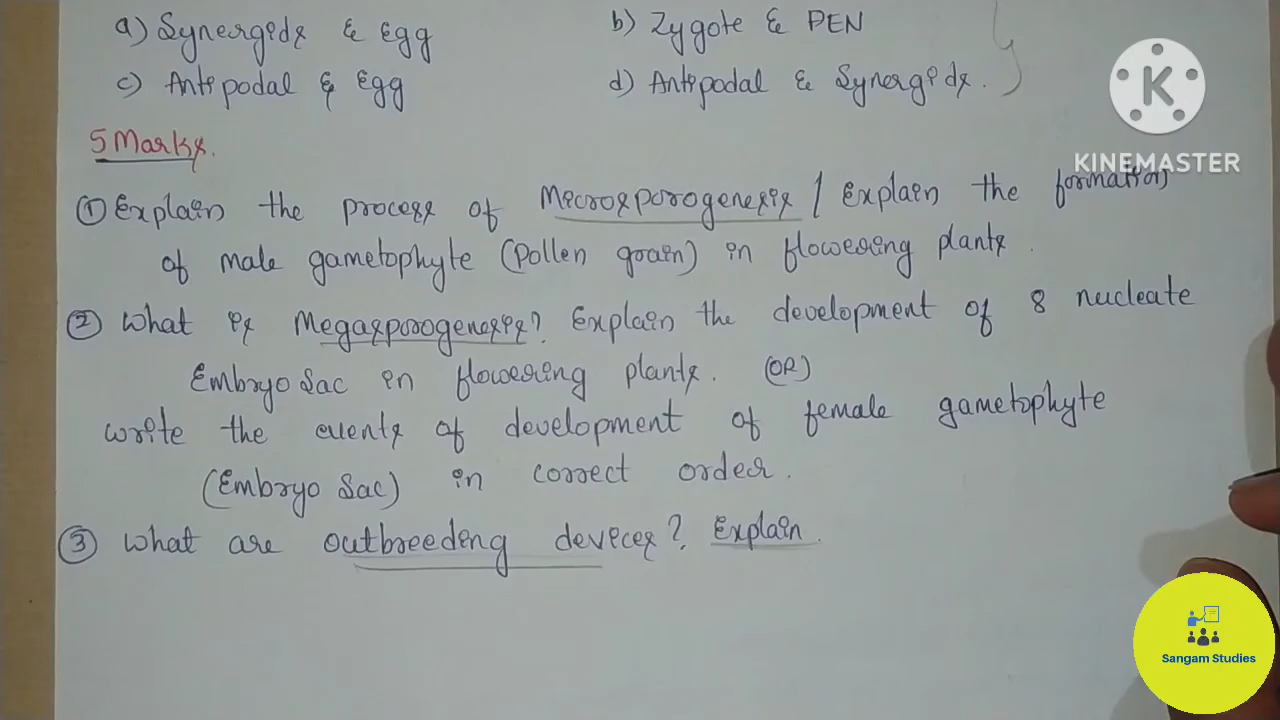 a) Synergids & Egg
b) Zygote & PEN
c) Antipodal & Egg
d) Antipodal & Synergids.
KINEMASTER
5 Marks.
① Explain the process of Microsporogenesis / Explain the formation
of male gametophyte (Pollen grain) in flowering plants.
② What is Megasporogenesis? Explain the development of 8 nucleate
Embryo Sac in flowering plants. (OR)
write the events of development of female gametophyte
(Embryo Sac) in correct order.
③ What are outbreeding devices? Explain.
Sangam Studies